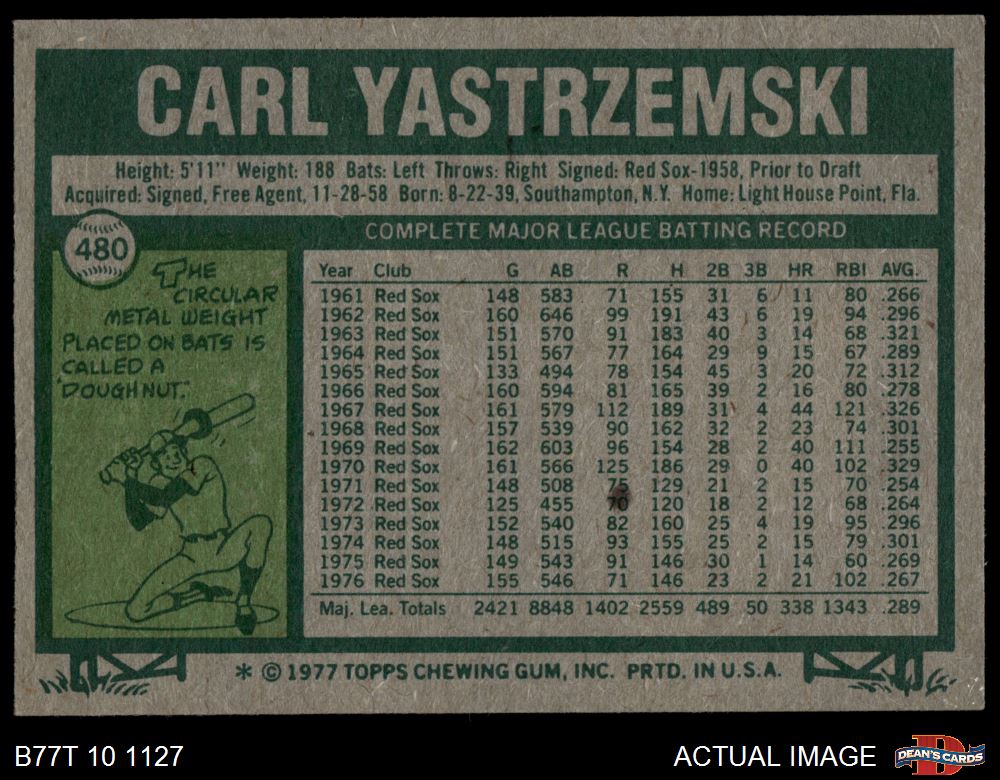 CARL YASTRZEMSKI
Height: 5'11" Weight: 188 Bats: Left Throws: Right Signed: Red Sox-1958, Prior to Draft
Acquired: Signed, Free Agent, 11-28-58 Born: 8-22-39, Southampton, N.Y. Home: Light House Point, Fla.
480
THE
CIRCULAR
METAL WEIGHT
PLACED ON BATS IS
CALLED A
"DOUGHNUT."
COMPLETE MAJOR LEAGUE BATTING RECORD
Year Club G AB R H 2B 3B HR RBI AVG.
1961 Red Sox 148 583 71 155 31 6 11 80 .266
1962 Red Sox 160 646 99 191 43 6 19 94 .296
1963 Red Sox 151 570 91 183 40 3 14 68 .321
1964 Red Sox 151 567 77 164 29 9 15 67 .289
1965 Red Sox 133 494 78 154 45 3 20 72 .312
1966 Red Sox 160 594 81 165 39 2 16 80 .278
1967 Red Sox 161 579 112 189 31 4 44 121 .326
1968 Red Sox 157 539 90 162 32 2 23 74 .301
1969 Red Sox 162 603 96 154 28 2 40 111 .255
1970 Red Sox 161 566 125 186 29 0 40 102 .329
1971 Red Sox 148 508 75 129 21 2 15 70 .254
1972 Red Sox 125 455 70 120 18 2 12 68 .264
1973 Red Sox 152 540 82 160 25 4 19 95 .296
1974 Red Sox 148 515 93 155 25 2 15 79 .301
1975 Red Sox 149 543 91 146 30 1 14 60 .269
1976 Red Sox 155 546 71 146 23 2 21 102 .267
Maj. Lea. Totals 2421 8848 1402 2559 489 50 338 1343 .289
* © 1977 TOPPS CHEWING GUM, INC. PRTD. IN U.S.A.
B77T 10 1127
ACTUAL IMAGE
D
DEAN'S CARDS